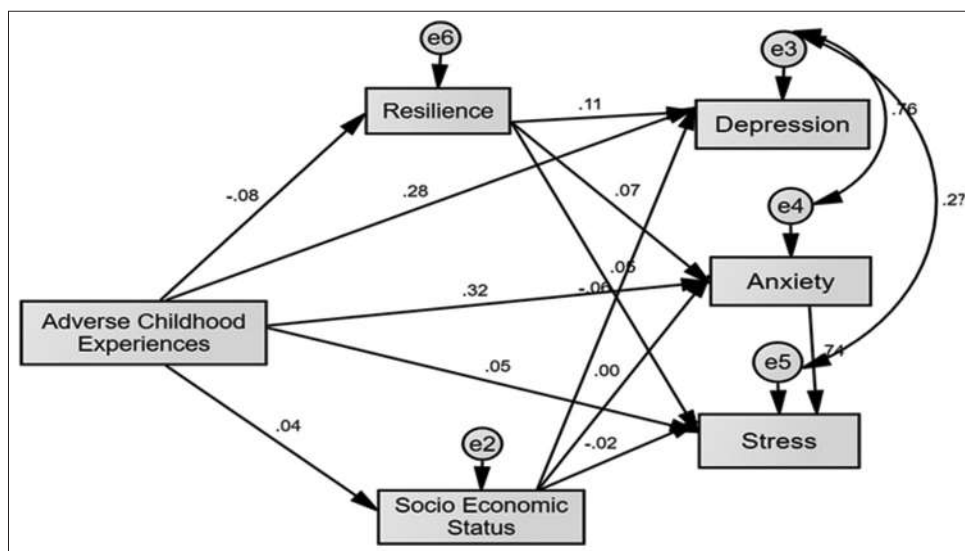 e6
e3
Resilience
.11
Depression
.76
-.08
.28
.07
e4
.27
.05
Anxiety
.32
-.06
Adverse Childhood
Experiences
e5
.74
.05
.00
.04
-.02
Stress
e2
Socio Economic
Status